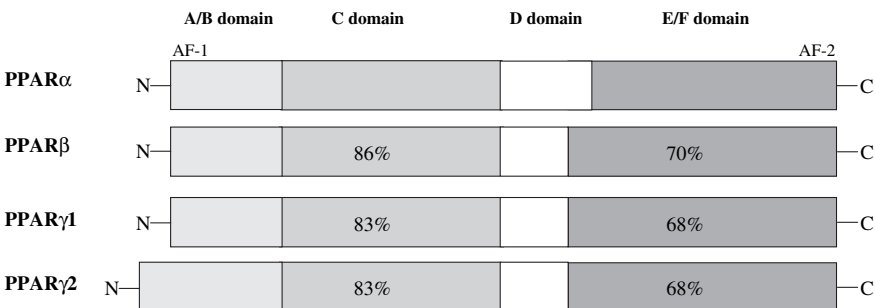 A/B domain C domain D domain E/F domain
AF-1 AF-2
PPARα N C
PPARβ N 86% 70% C
PPARγ1 N 83% 68% C
PPARγ2 N 83% 68% C